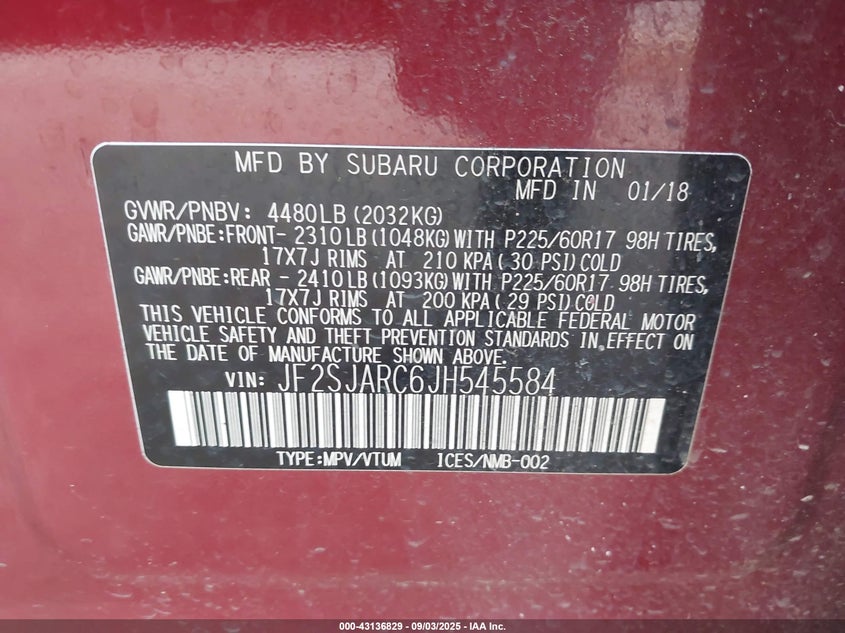 MFD BY SUBARU CORPORATION
MFD IN 01/18
GVWR/PNBV: 4480LB (2032KG)
GAWR/PNBE:FRONT- 2310LB (1048KG) WITH P225/60R17 98H TIRES,
17X7J RIMS AT 210 KPA (30 PSI) COLD
GAWR/PNBE:REAR - 2410LB (1093KG) WITH P225/60R17 98H TIRES,
17X7J RIMS AT 200 KPA (29 PSI) COLD
THIS VEHICLE CONFORMS TO ALL APPLICABLE FEDERAL MOTOR
VEHICLE SAFETY AND THEFT PREVENTION STANDARDS IN EFFECT ON
THE DATE OF MANUFACTURE SHOWN ABOVE.
VIN: JF2SJARC6JH545584
TYPE:MPV/VTUM ICES/NMB-002
000-43136829 - 09/03/2025 - IAA Inc.